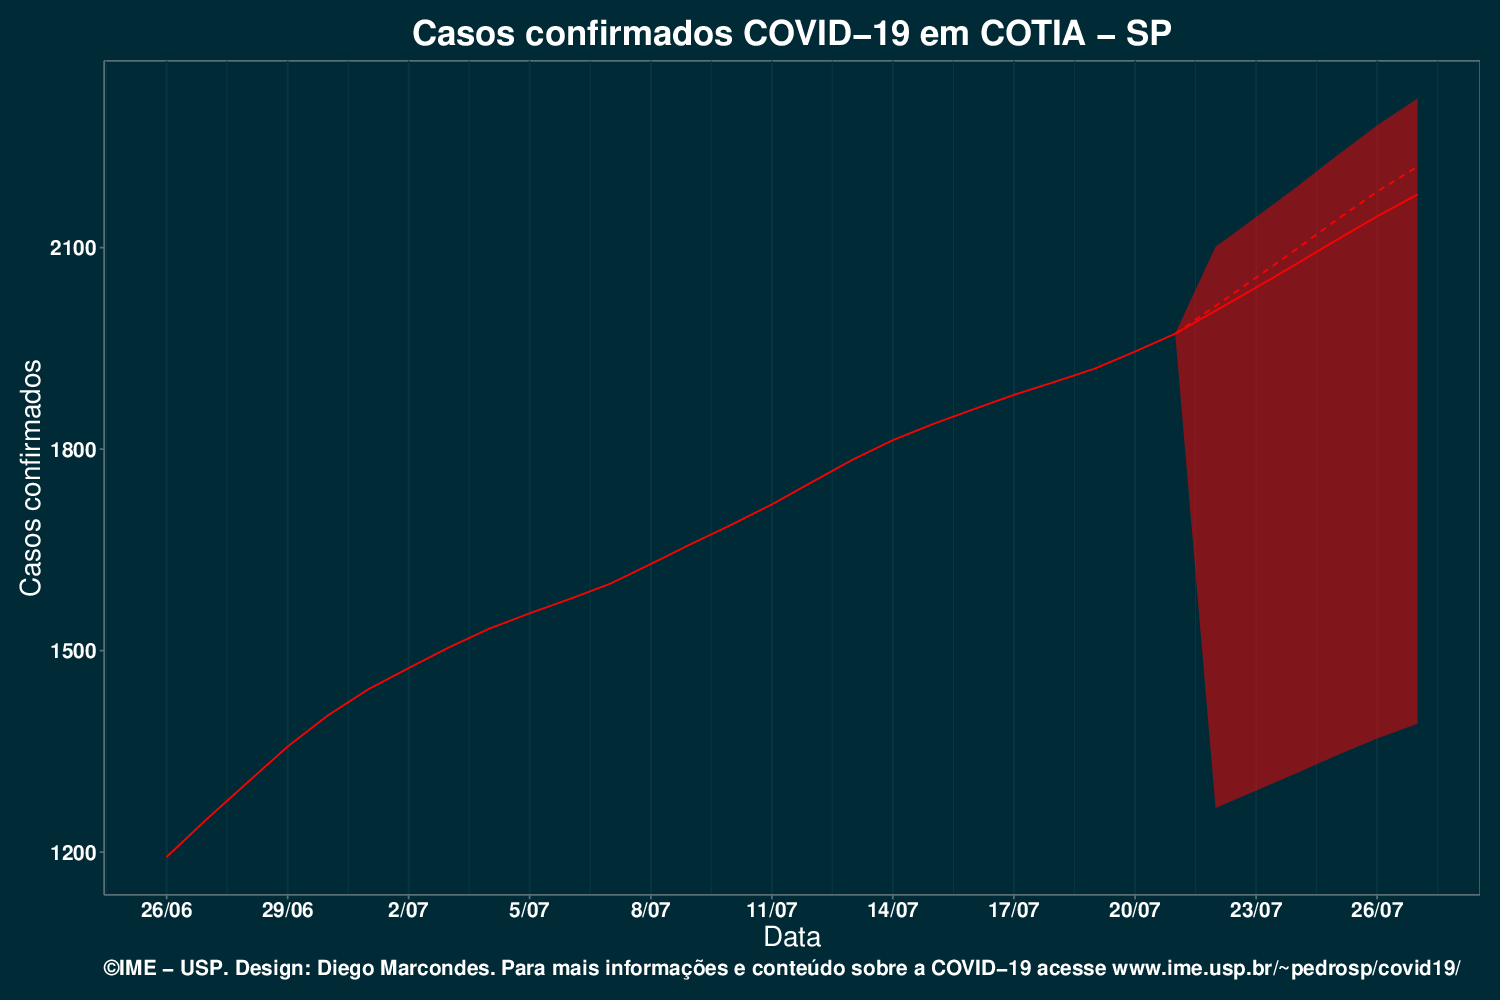 Casos confirmados COVID−19 em COTIA − SP
Casos confirmados
2100
1800
1500
1200
26/06 29/06 2/07 5/07 8/07 11/07 14/07 17/07 20/07 23/07 26/07
Data
©IME − USP. Design: Diego Marcondes. Para mais informações e conteúdo sobre a COVID−19 acesse www.ime.usp.br/~pedrosp/covid19/